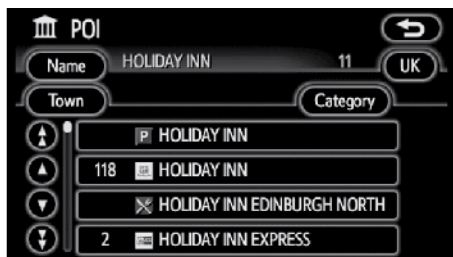 POI
Name HOLIDAY INN 11 UK
Town Category
P HOLIDAY INN
118 HOLIDAY INN
HOLIDAY INN EDINBURGH NORTH
2 HOLIDAY INN EXPRESS